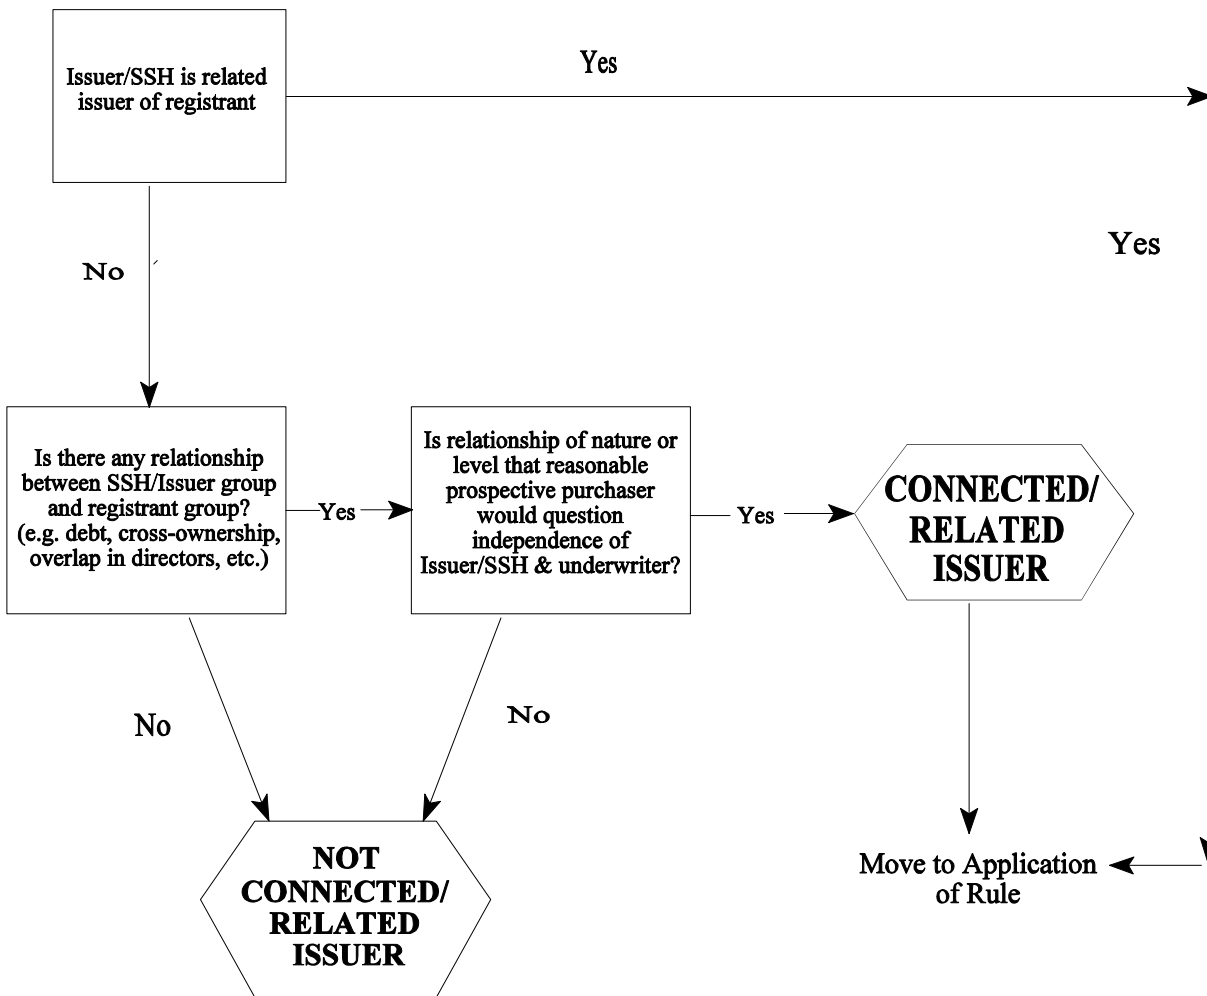 Issuer/SSH is related
issuer of registrant
Yes
Yes
No
Is there any relationship
between SSH/Issuer group
and registrant group?
(e.g. debt, cross-ownership,
overlap in directors, etc.)
Yes
Is relationship of nature or
level that reasonable
prospective purchaser
would question
independence of
Issuer/SSH & underwriter?
Yes
CONNECTED/
RELATED
ISSUER
No
No
NOT
CONNECTED/
RELATED
ISSUER
Move to Application
of Rule